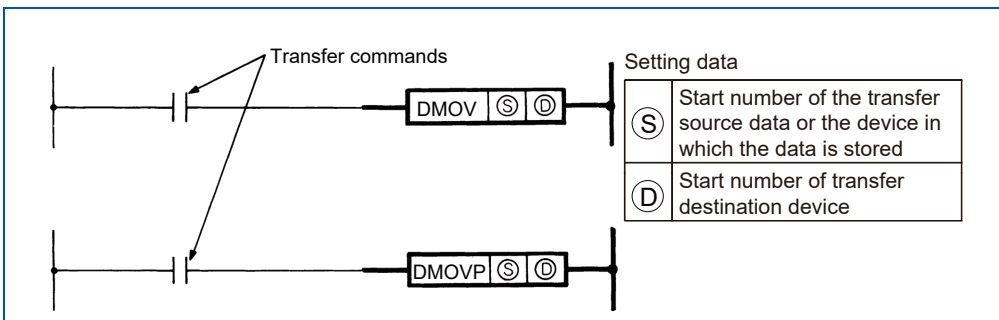 Transfer commands
Setting data
DMOV Ⓢ Ⓓ
Ⓢ Start number of the transfer
source data or the device in
which the data is stored
Ⓓ Start number of transfer
destination device
DMOVP Ⓢ Ⓓ